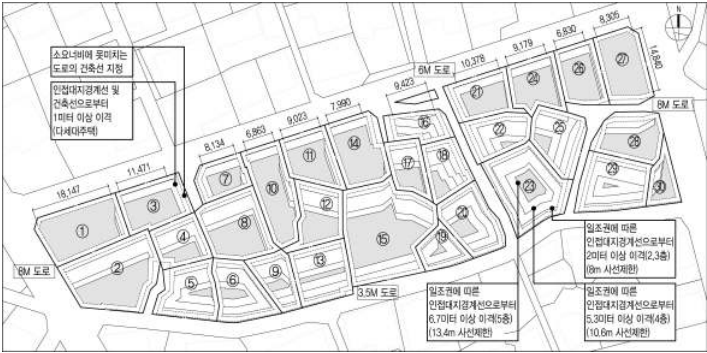 N
소요너비에 못미치는
도로의 건축선 지정
인접대지경계선 및
건축선으로부터
1미터 이상 이격
(다세대주택)
6M 도로
9,423
10,378
9,179
6,830
8,305
14,840
8M 도로
18,147
11,471
8,134
6,863
9,023
7,990
①
②
③
④
⑤
⑥
⑦
⑧
⑨
⑩
⑪
⑫
⑬
⑭
⑮
⑯
⑰
⑱
⑲
⑳
㉑
㉒
㉓
㉔
㉕
㉖
㉗
㉘
㉙
㉚
8M 도로
3.5M 도로
일조권에 따른
인접대지경계선으로부터
2미터 이상 이격(2,3층)
(8m 사선제한)
일조권에 따른
인접대지경계선으로부터
6.7미터 이상 이격(5층)
(13.4m 사선제한)
일조권에 따른
인접대지경계선으로부터
5.3미터 이상 이격(4층)
(10.6m 사선제한)